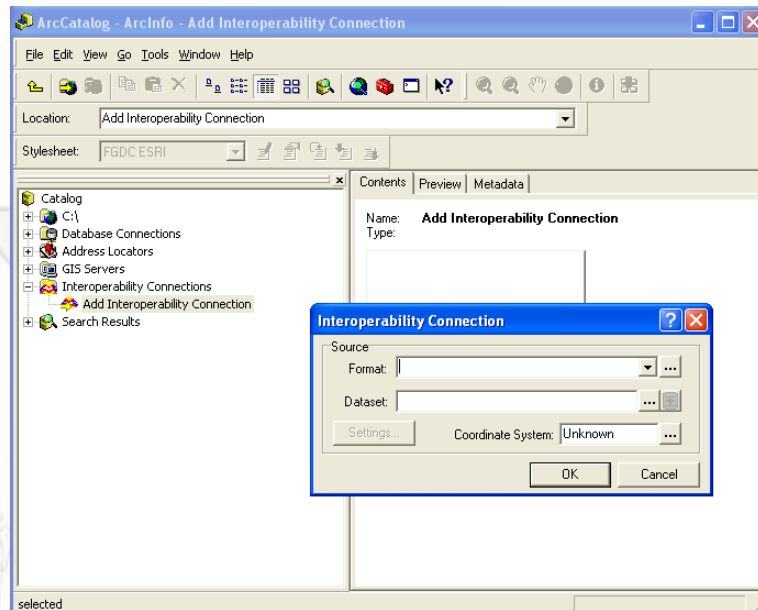 ArcCatalog - ArcInfo - Add Interoperability Connection
File Edit View Go Tools Window Help
Location: Add Interoperability Connection
Stylesheet: FGDC ESRI
Contents Preview Metadata
Catalog
C:\
Database Connections
Address Locators
GIS Servers
Interoperability Connections
Add Interoperability Connection
Search Results
Name: Add Interoperability Connection
Type:
Interoperability Connection
Source
Format:
Dataset:
Settings... Coordinate System: Unknown
OK Cancel
selected